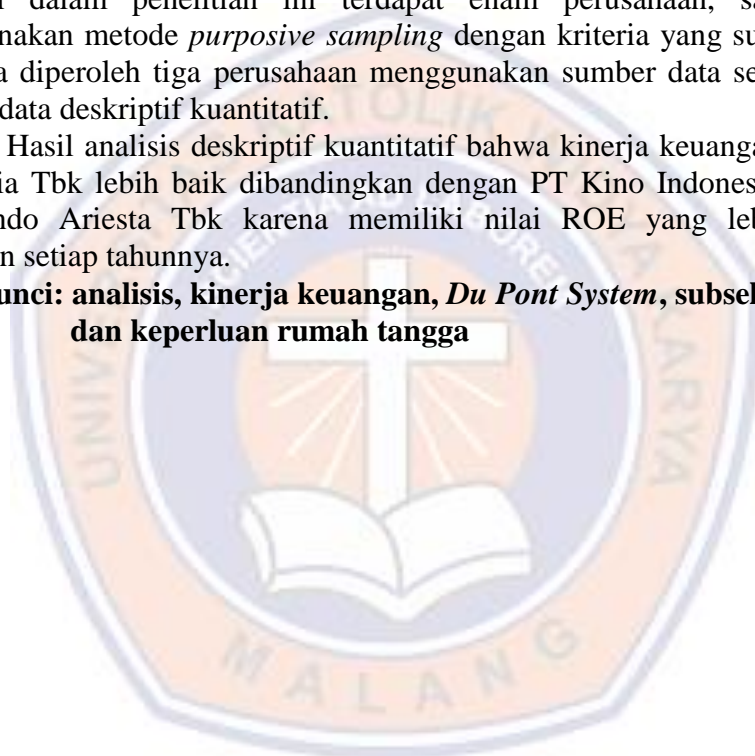 dalam penelitian ini terdapat enam perusahaan,
nakan metode purposive sampling dengan kriteria yang su
a diperoleh tiga perusahaan menggunakan sumber data se
data deskriptif kuantitatif.
Hasil analisis deskriptif kuantitatif bahwa kinerja keuanga
ia Tbk lebih baik dibandingkan dengan PT Kino Indones
ndo Ariesta Tbk karena memiliki nilai ROE yang leb
n setiap tahunnya.
unci: analisis, kinerja keuangan, Du Pont System, subsek
dan keperluan rumah tangga
MALANG